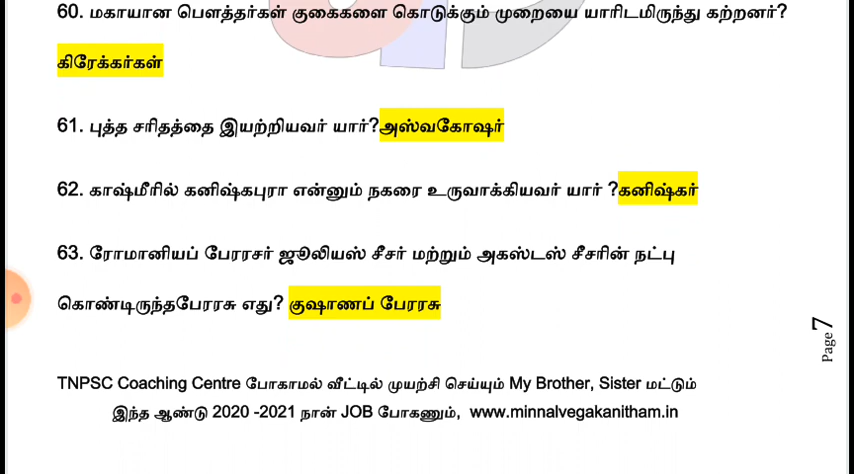 60. மகாயான பௌத்தர்கள் குகைகளை கொடுக்கும் முறையை யாரிடமிருந்து கற்றனர்?
கிரேக்கர்கள்
61. புத்த சரிதத்தை இயற்றியவர் யார்?அஸ்வகோஷர்
62. காஷ்மீரில் கனிஷ்கபுரா என்னும் நகரை உருவாக்கியவர் யார் ?கனிஷ்கர்
63. ரோமானியப் பேரரசர் ஜூலியஸ் சீசர் மற்றும் அகஸ்டஸ் சீசரின் நட்பு
கொண்டிருந்தபேரரசு எது? குஷாணப் பேரரசு
Page7
TNPSC Coaching Centre போகாமல் வீட்டில் முயற்சி செய்யும் My Brother, Sister மட்டும்
இந்த ஆண்டு 2020 -2021 நான் JOB போகணும், www.minnalvegakanitham.in